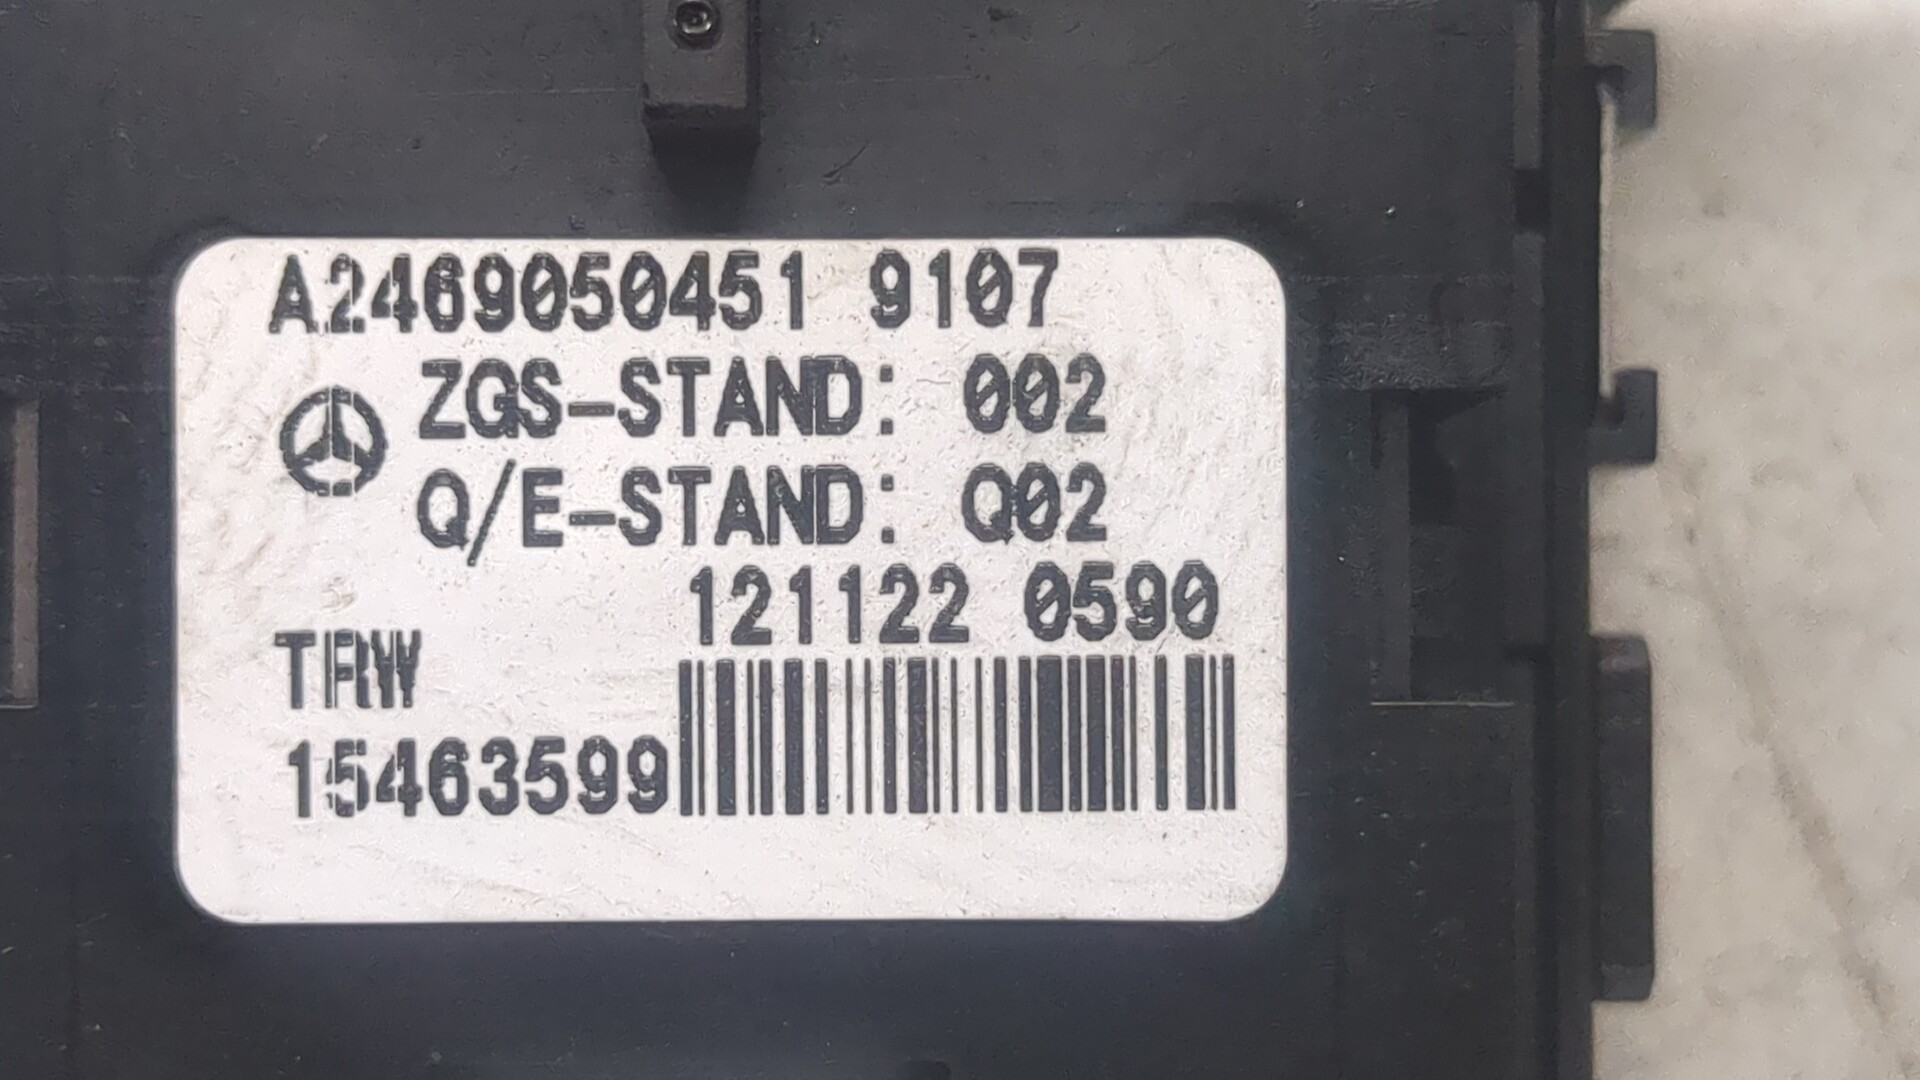 A2469050451 9107
ZGS-STAND: 002
Q/E-STAND: Q02
121122 0590
TRW
15463599